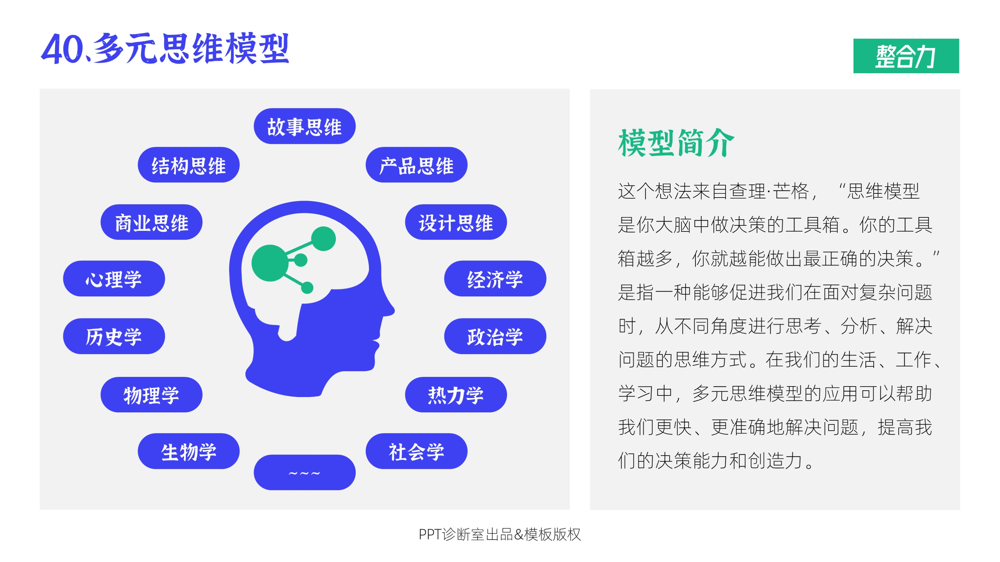 40、多元思维模型
整合力
故事思维
结构思维
产品思维
商业思维
设计思维
心理学
经济学
历史学
政治学
物理学
热力学
生物学
社会学
~~~
模型简介
这个想法来自查理·芒格，“思维模型
是你大脑中做决策的工具箱。你的工具
箱越多，你就越能做出最正确的决策。”
是指一种能够促进我们在面对复杂问题
时，从不同角度进行思考、分析、解决
问题的思维方式。在我们的生活、工作、
学习中，多元思维模型的应用可以帮助
我们更快、更准确地解决问题，提高我
们的决策能力和创造力。
PPT诊断室出品&模板版权